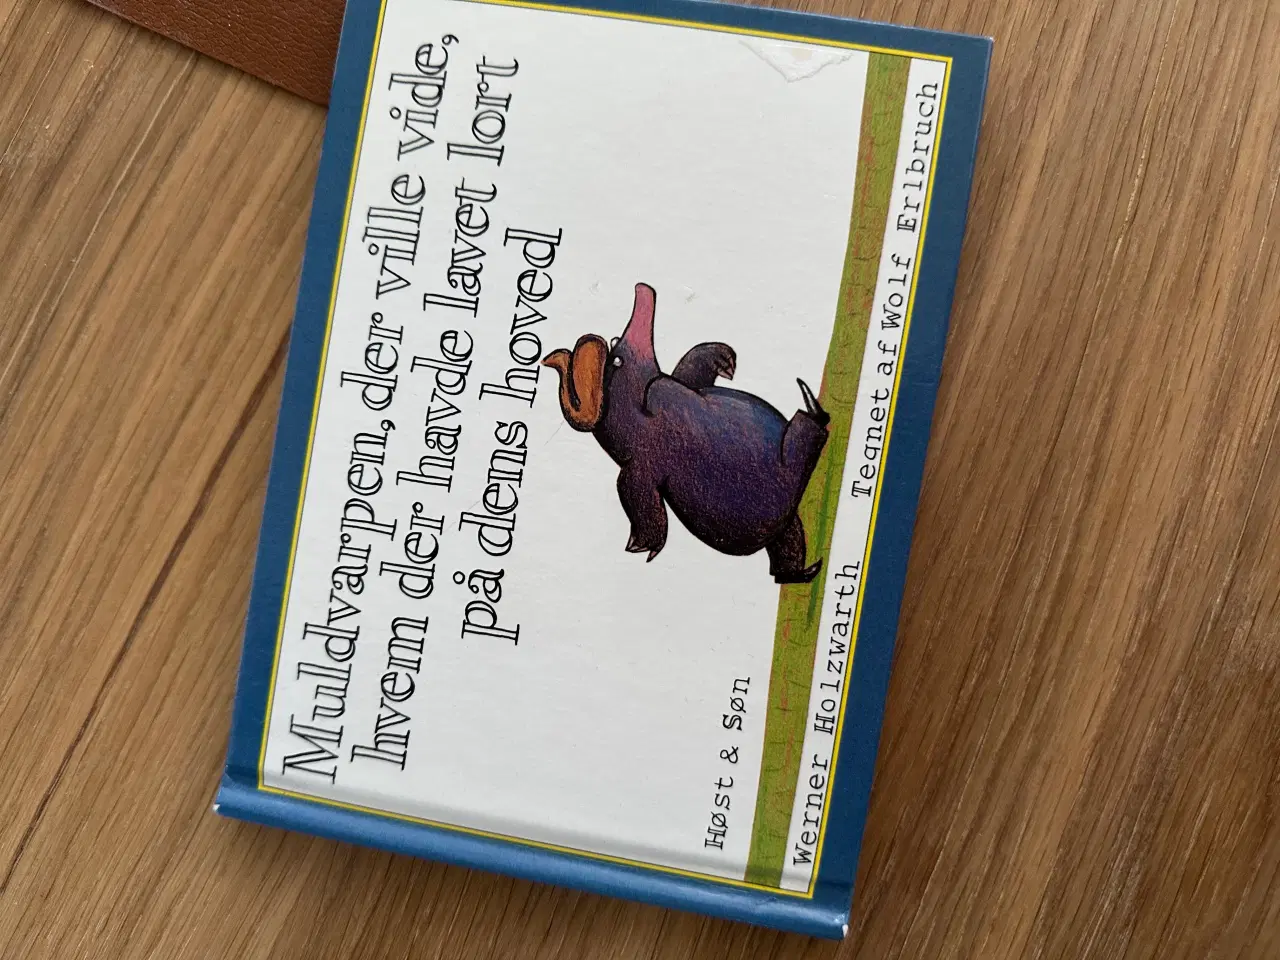 Muldvarpen, der ville vide,
hvem der havde lavet lort
på dens hoved
Høst & Søn
Werner Holzwarth Tegnet af Wolf Erlbruch